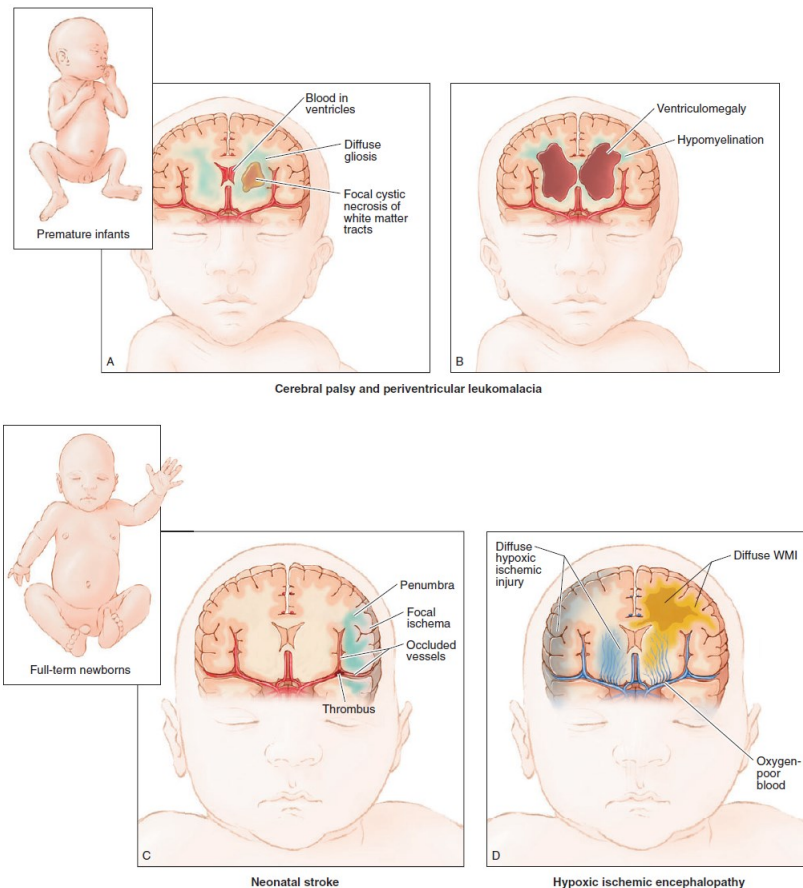 Premature infants
Blood in
ventricles
Diffuse
gliosis
Focal cystic
necrosis of
white matter
tracts
A
Ventriculomegaly
Hypomyelination
B
Cerebral palsy and periventricular leukomalacia
Full-term newborns
Penumbra
Focal
ischema
Occluded
vessels
Thrombus
C
Neonatal stroke
Diffuse
hypoxic
ischemic
injury
Diffuse WMI
Oxygen-
poor
blood
D
Hypoxic ischemic encephalopathy